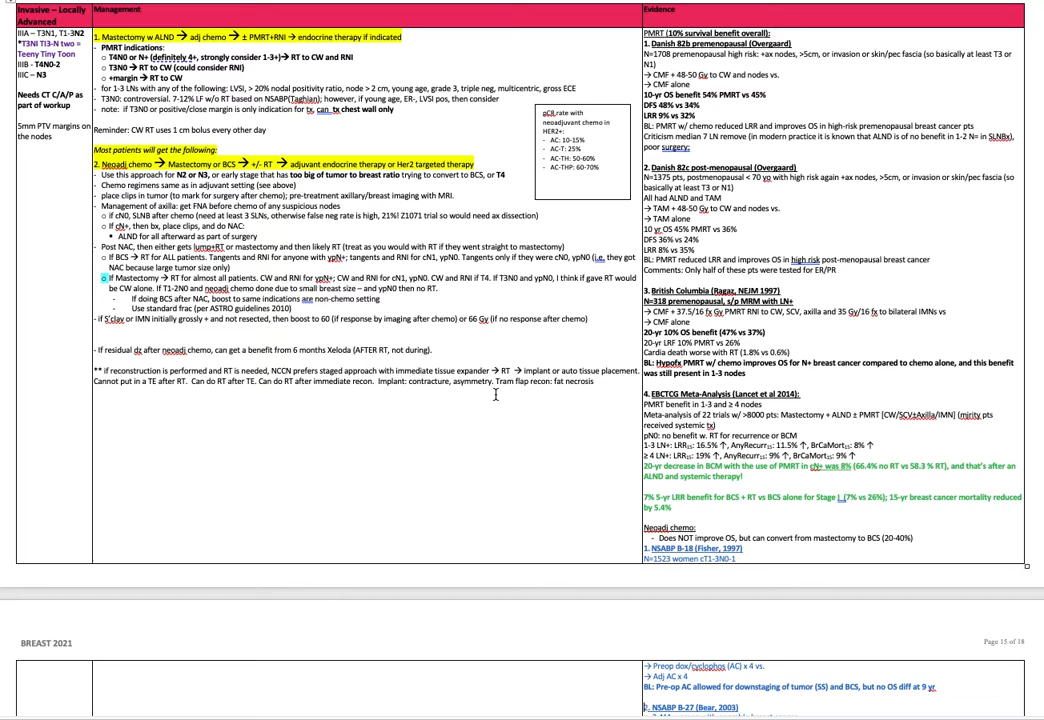 Invasive – Locally
Advanced
Management
Evidence
IIIA – T3N1, T1-3N2
*T3NI TI3-N two =
Teeny Tiny Toon
IIIB - T4N0-2
IIIC – N3
Needs CT C/A/P as
part of workup
5mm PTV margins on
the nodes
1. Mastectomy w ALND → adj chemo → ± PMRT+RNI → endocrine therapy if indicated
- PMRT indications:
o T4N0 or N+ (definitely 4+, strongly consider 1-3+)→ RT to CW and RNI
o T3N0 → RT to CW (could consider RNI)
o +margin → RT to CW
- for 1-3 LNs with any of the following: LVSI, > 20% nodal positivity ratio, node > 2 cm, young age, grade 3, triple neg, multicentric, gross ECE
- T3N0: controversial. 7-12% LF w/o RT based on NSABP(Taghian); however, if young age, ER-, LVSI pos, then consider
- note: if T3N0 or positive/close margin is only indication for tx, can tx chest wall only
Reminder: CW RT uses 1 cm bolus every other day
pCR rate with
neoadjuvant chemo in
HER2+:
- AC: 10-15%
- AC-T: 25%
- AC-TH: 50-60%
- AC-THP: 60-70%
Most patients will get the following:
2. Neoadj chemo → Mastectomy or BCS → +/- RT → adjuvant endocrine therapy or Her2 targeted therapy
- Use this approach for N2 or N3, or early stage that has too big of tumor to breast ratio trying to convert to BCS, or T4
- Chemo regimens same as in adjuvant setting (see above)
- place clips in tumor (to mark for surgery after chemo); pre-treatment axillary/breast imaging with MRI.
- Management of axilla: get FNA before chemo of any suspicious nodes
o if cN0, SLNB after chemo (need at least 3 SLNs, otherwise false neg rate is high, 21%! Z1071 trial so would need ax dissection)
o If cN+, then bx, place clips, and do NAC:
▪ ALND for all afterward as part of surgery
- Post NAC, then either gets lump+RT or mastectomy and then likely RT (treat as you would with RT if they went straight to mastectomy)
o If BCS → RT for ALL patients. Tangents and RNI for anyone with ypN+; tangents and RNI for cN1, ypN0. Tangents only if they were cN0, ypN0 (i.e, they got
NAC because large tumor size only)
o If Mastectomy → RT for almost all patients. CW and RNI for ypN+; CW and RNI for cN1, ypN0. CW and RNI if T4. If T3N0 and ypN0, I think if gave RT would
be CW alone. If T1-2N0 and neoadj chemo done due to small breast size – and ypN0 then no RT.
- If doing BCS after NAC, boost to same indications are non-chemo setting
- Use standard frac (per ASTRO guidelines 2010)
- if S'clav or IMN initially grossly + and not resected, then boost to 60 (if response by imaging after chemo) or 66 Gy (if no response after chemo)
- If residual dz after neoadj chemo, can get a benefit from 6 months Xeloda (AFTER RT, not during).
** if reconstruction is performed and RT is needed, NCCN prefers staged approach with immediate tissue expander → RT → implant or auto tissue placement.
Cannot put in a TE after RT. Can do RT after TE. Can do RT after immediate recon. Implant: contracture, asymmetry. Tram flap recon: fat necrosis
PMRT (10% survival benefit overall):
1. Danish 82b premenopausal (Overgaard)
N=1708 premenopausal high risk: +ax nodes, >5cm, or invasion or skin/pec fascia (so basically at least T3 or
N1)
→ CMF + 48-50 Gy to CW and nodes vs.
→ CMF alone
10-yr OS benefit 54% PMRT vs 45%
DFS 48% vs 34%
LRR 9% vs 32%
BL: PMRT w/ chemo reduced LRR and improves OS in high-risk premenopausal breast cancer pts
Criticism median 7 LN remove (in modern practice it is known that ALND is of no benefit in 1-2 N= in SLNBx),
poor surgery;
2. Danish 82c post-menopausal (Overgaard)
N=1375 pts, postmenopausal < 70 yo with high risk again +ax nodes, >5cm, or invasion or skin/pec fascia (so
basically at least T3 or N1)
All had ALND and TAM
→ TAM + 48-50 Gy to CW and nodes vs.
→ TAM alone
10 yr OS 45% PMRT vs 36%
DFS 36% vs 24%
LRR 8% vs 35%
BL: PMRT reduced LRR and improves OS in high risk post-menopausal breast cancer
Comments: Only half of these pts were tested for ER/PR
3. British Columbia (Ragaz, NEJM 1997)
N=318 premenopausal, s/p MRM with LN+
→ CMF + 37.5/16 fx Gy PMRT RNI to CW, SCV, axilla and 35 Gy/16 fx to bilateral IMNs vs
→ CMF alone
20-yr 10% OS benefit (47% vs 37%)
20-yr LRF 10% PMRT vs 26%
Cardia death worse with RT (1.8% vs 0.6%)
BL: Hypofx PMRT w/ chemo improves OS for N+ breast cancer compared to chemo alone, and this benefit
was still present in 1-3 nodes
4. EBCTCG Meta-Analysis (Lancet et al 2014):
PMRT benefit in 1-3 and ≥ 4 nodes
Meta-analysis of 22 trials w/ >8000 pts: Mastectomy + ALND ± PMRT [CW/SCV±Axilla/IMN] (mjrity pts
received systemic tx)
pN0: no benefit w. RT for recurrence or BCM
1-3 LN+: LRR₁₅: 16.5% ↑, AnyRecurr₁₅: 11.5% ↑, BrCaMort₁₅: 8% ↑
≥ 4 LN+: LRR₁₅: 19% ↑, AnyRecurr₁₅: 9% ↑, BrCaMort₁₅: 9% ↑
20-yr decrease in BCM with the use of PMRT in cN+ was 8% (66.4% no RT vs 58.3 % RT), and that's after an
ALND and systemic therapy!
7% 5-yr LRR benefit for BCS + RT vs BCS alone for Stage I (7% vs 26%); 15-year breast cancer mortality reduced
by 5.4%
Neoadj chemo:
- Does NOT improve OS, but can convert from mastectomy to BCS (20-40%)
1. NSABP B-18 (Fisher, 1997)
N=1523 women cT1-3N0-1
BREAST 2021
Page 15 of 18
→ Preop dox/cyclophos (AC) x 4 vs.
→ Adj AC x 4
BL: Pre-op AC allowed for downstaging of tumor (SS) and BCS, but no OS diff at 9 yr
2. NSABP B-27 (Bear, 2003)